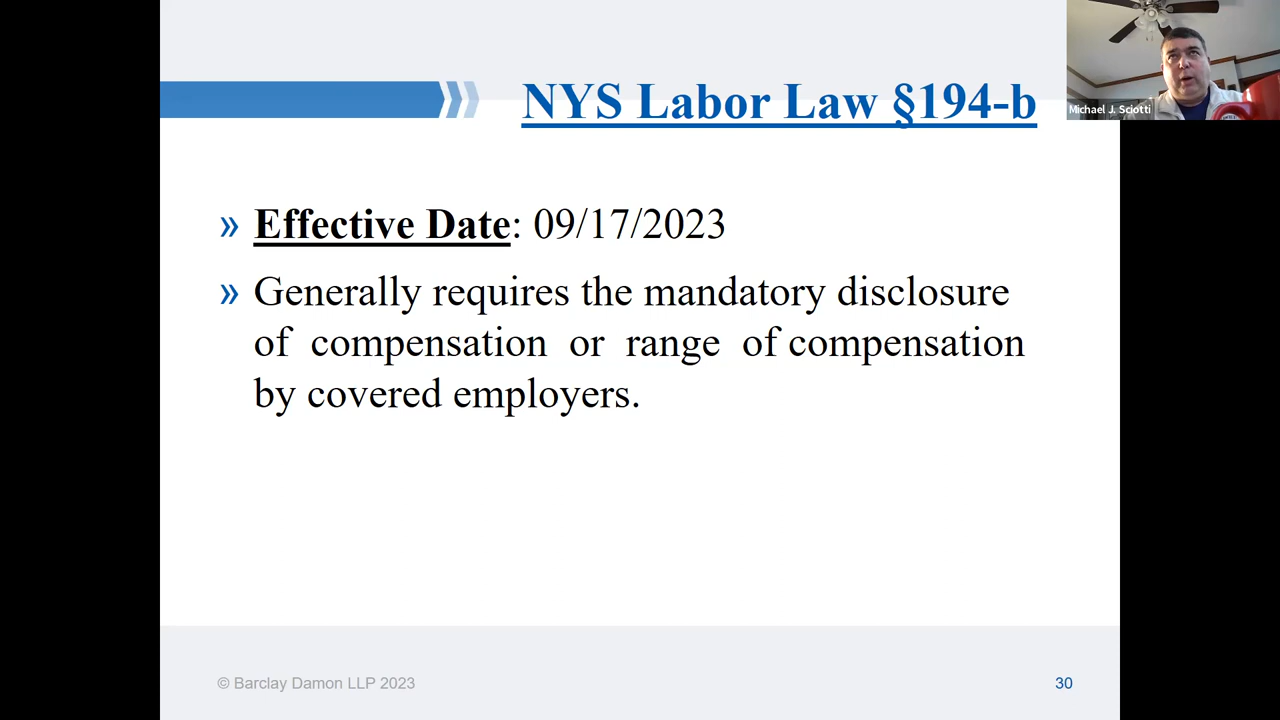 NYS Labor Law §194-b
Michael J. Sciotti
» Effective Date: 09/17/2023
» Generally requires the mandatory disclosure
of compensation or range of compensation
by covered employers.
© Barclay Damon LLP 2023
30